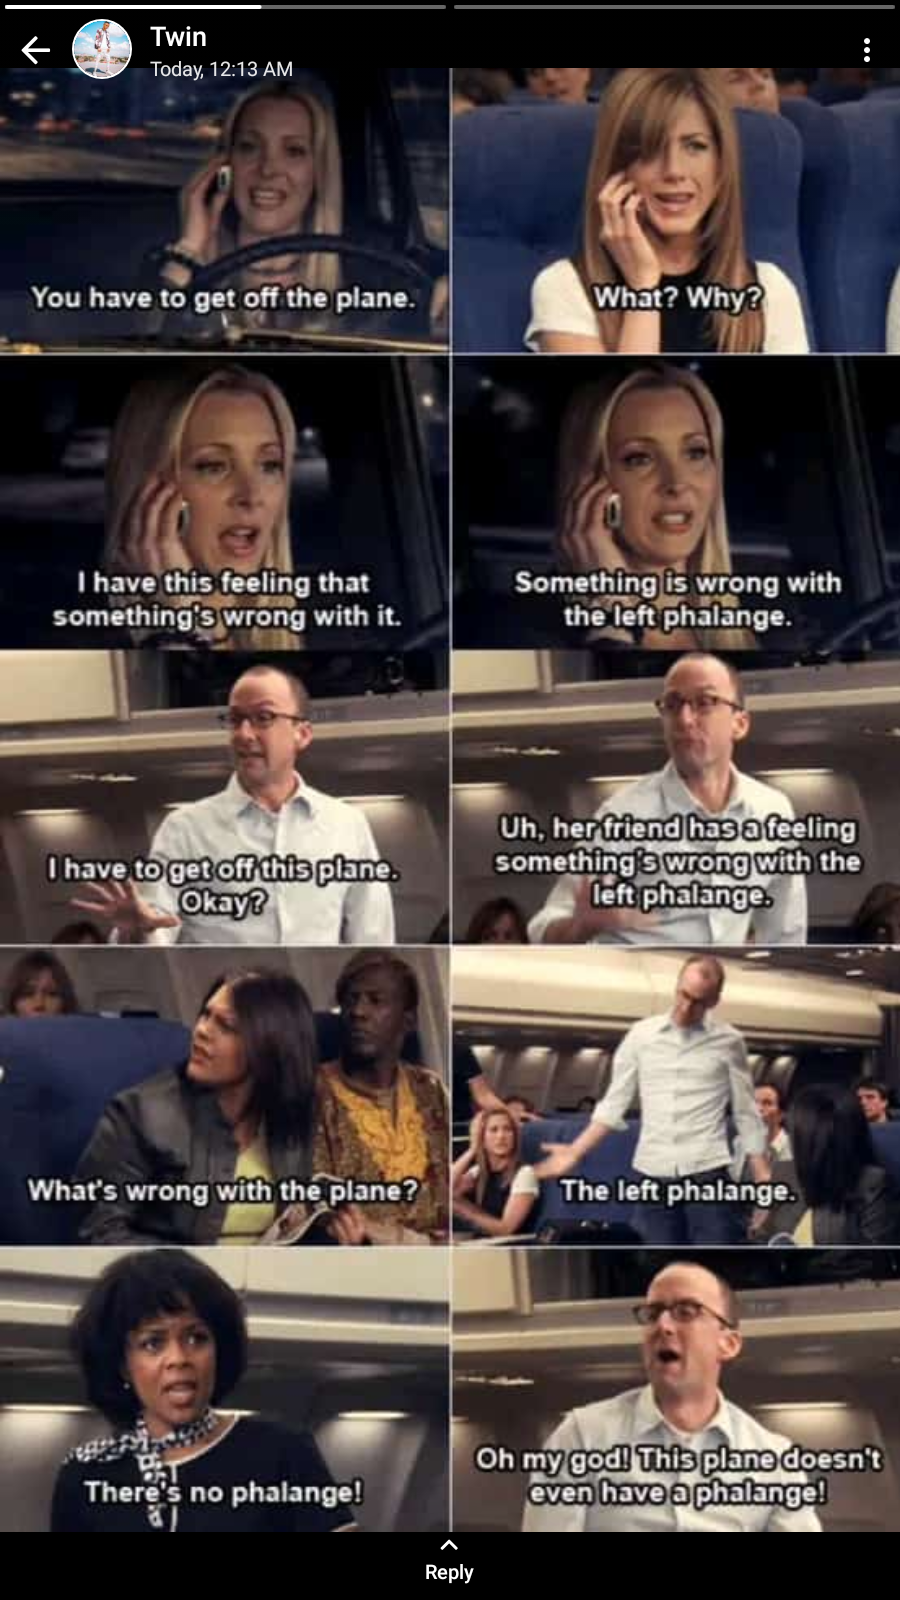 Twin
Today, 12:13 AM
You have to get off the plane.
What? Why?
I have this feeling that
something's wrong with it.
Something is wrong with
the left phalange.
I have to get off this plane.
Okay?
Uh, her friend has a feeling
something's wrong with the
left phalange.
What's wrong with the plane?
The left phalange.
There's no phalange!
Oh my god! This plane doesn't
even have a phalange!
Reply